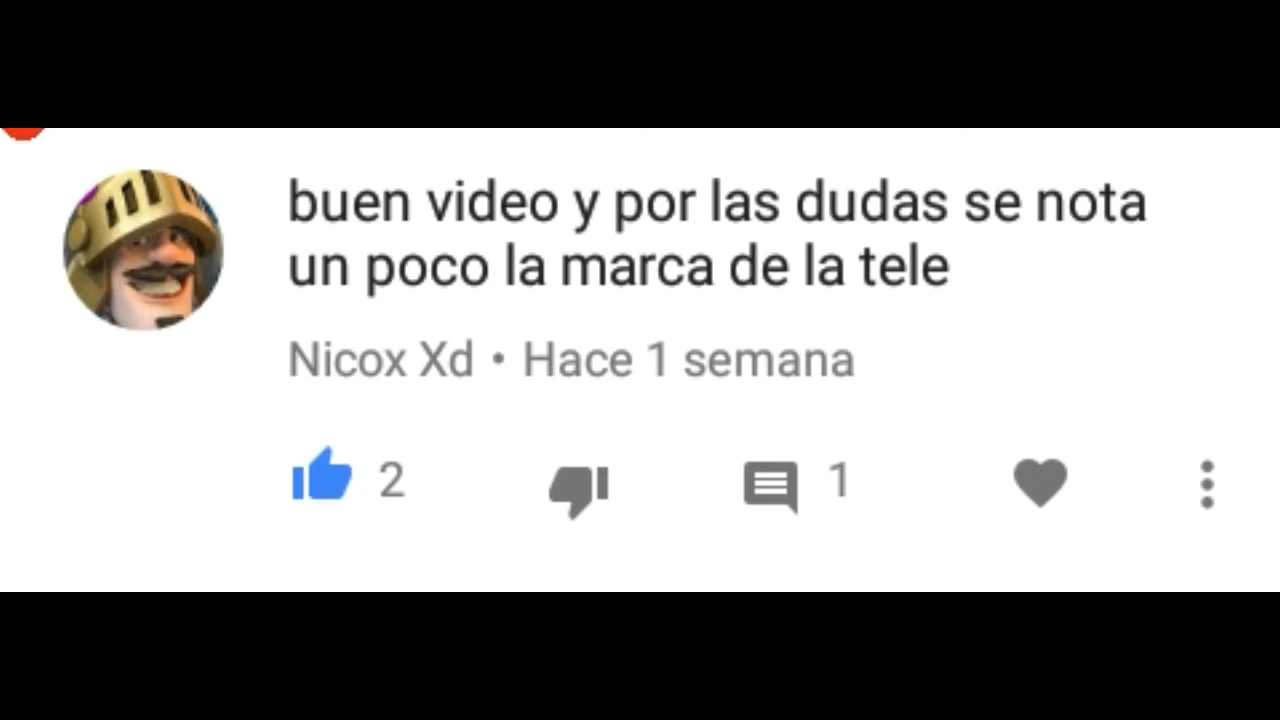 buen video y por las dudas se nota
un poco la marca de la tele
Nicox Xd • Hace 1 semana
2 1